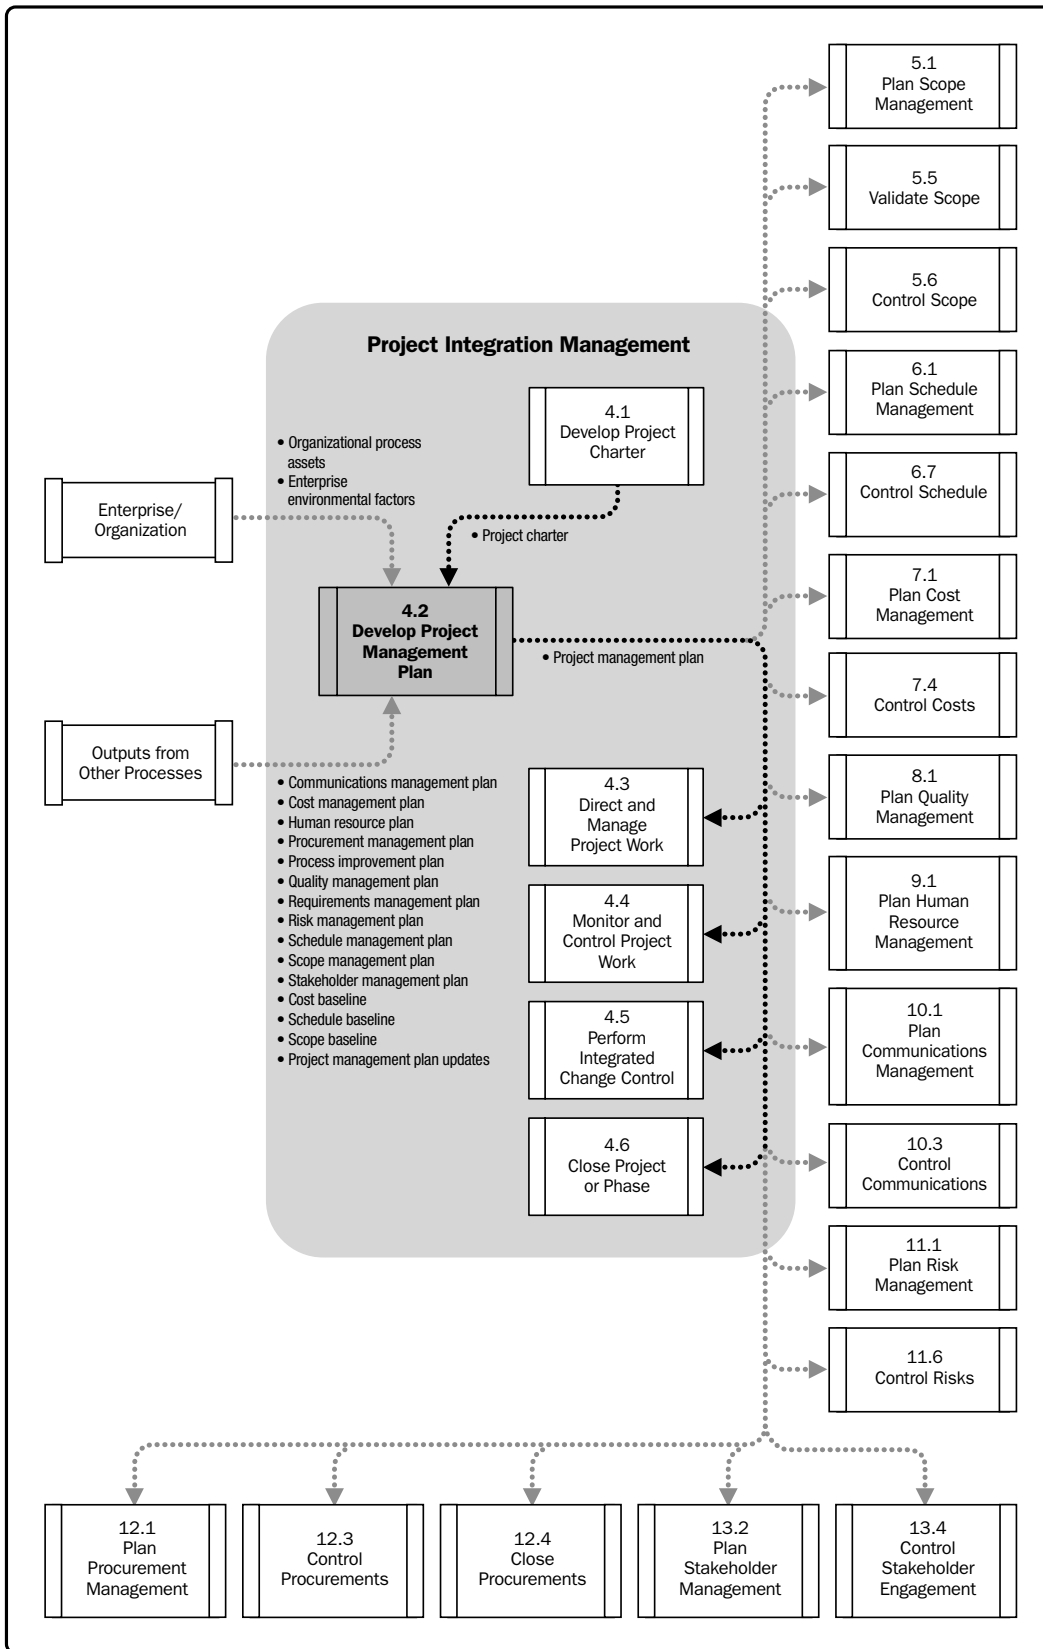 5.1
Plan Scope
Management
5.5
Validate Scope
5.6
Control Scope
Project Integration Management
6.1
Plan Schedule
Management
4.1
Develop Project
Charter
• Organizational process
assets
• Enterprise
environmental factors
6.7
Control Schedule
Enterprise/
Organization
• Project charter
7.1
Plan Cost
Management
4.2
Develop Project
Management
Plan
• Project management plan
7.4
Control Costs
Outputs from
Other Processes
• Communications management plan
• Cost management plan
• Human resource plan
• Procurement management plan
• Process improvement plan
• Quality management plan
• Requirements management plan
• Risk management plan
• Schedule management plan
• Scope management plan
• Stakeholder management plan
• Cost baseline
• Schedule baseline
• Scope baseline
• Project management plan updates
4.3
Direct and
Manage
Project Work
8.1
Plan Quality
Management
4.4
Monitor and
Control Project
Work
9.1
Plan Human
Resource
Management
4.5
Perform
Integrated
Change Control
10.1
Plan
Communications
Management
4.6
Close Project
or Phase
10.3
Control
Communications
11.1
Plan Risk
Management
11.6
Control Risks
12.1
Plan
Procurement
Management
12.3
Control
Procurements
12.4
Close
Procurements
13.2
Plan
Stakeholder
Management
13.4
Control
Stakeholder
Engagement